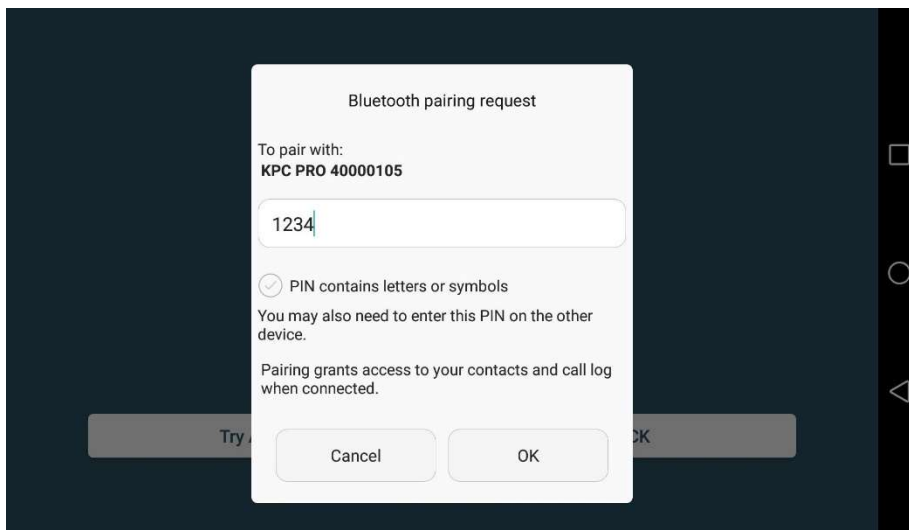 Bluetooth pairing request
To pair with:
KPC PRO 40000105
1234
PIN contains letters or symbols
You may also need to enter this PIN on the other
device.
Pairing grants access to your contacts and call log
when connected.
Try
Cancel
OK